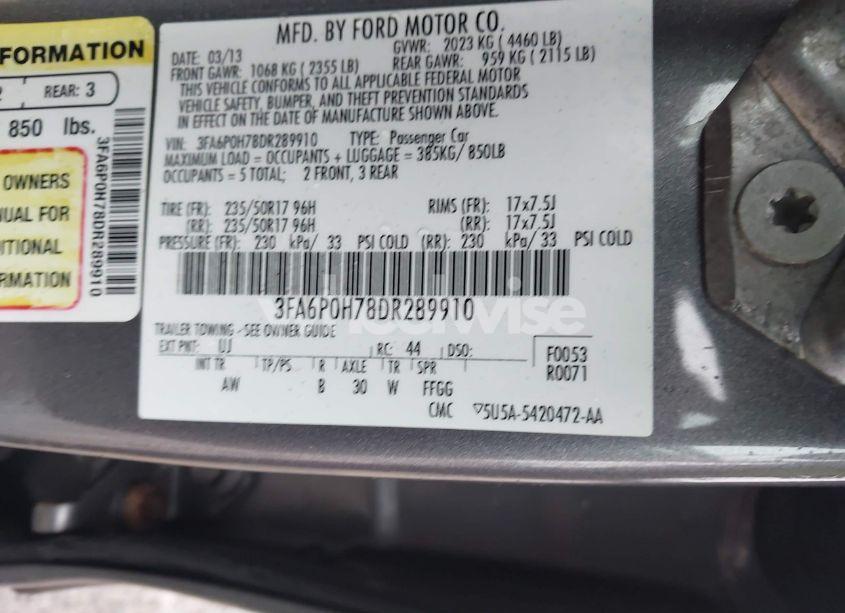 FORMATION
REAR: 3
850 lbs.
OWNERS
FOR
3FA6P0H78DR289910
MFD. BY FORD MOTOR CO.
DATE: 03/13 GVWR: 2023 KG ( 4460 LB)
FRONT GAWR: 1068 KG ( 2355 LB) REAR GAWR: 959 KG ( 2115 LB)
THIS VEHICLE CONFORMS TO ALL APPLICABLE FEDERAL MOTOR
VEHICLE SAFETY, BUMPER, AND THEFT PREVENTION STANDARDS
IN EFFECT ON THE DATE OF MANUFACTURE SHOWN ABOVE.
VIN: 3FA6P0H78DR289910 TYPE: Passenger Car
MAXIMUM LOAD = OCCUPANTS + LUGGAGE = 385KG/ 850LB
OCCUPANTS = 5 TOTAL; 2 FRONT, 3 REAR
TIRE (FR): 235/50R17 96H RIMS (FR): 17x7.5J
(RR): 235/50R17 96H (RR): 17x7.5J
PRESSURE (FR): 230 kPa/ 33 PSI COLD (RR): 230 kPa/ 33 PSI COLD
3FA6P0H78DR289910
wheelwise
TRAILER TOWING - SEE OWNER GUIDE
EXT PNT: UJ RC: 44 DSO: F0053
INT TR TP/PS R AXLE TR SPR R0071
AW B 30 W FFGG
CMC ▽5U5A-5420472-AA